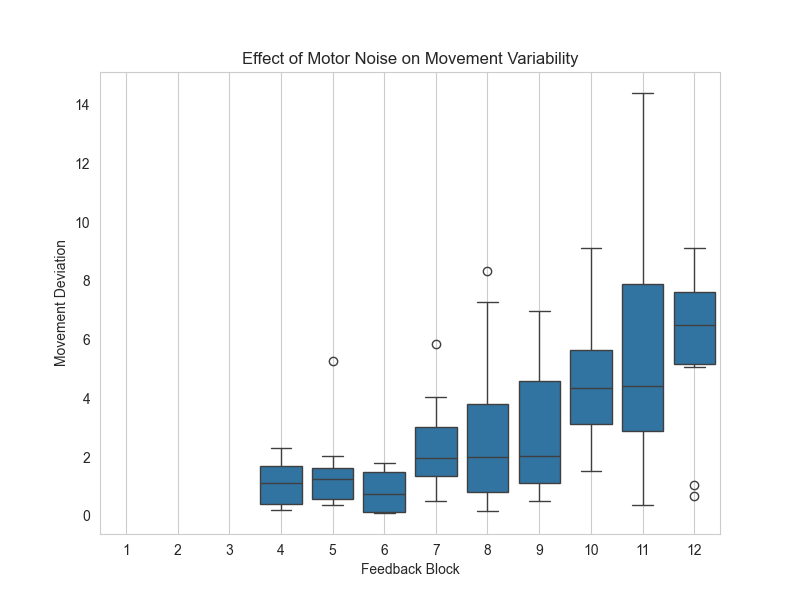 Effect of Motor Noise on Movement Variability
Movement Deviation
14
12
10
8
6
4
2
0
1 2 3 4 5 6 7 8 9 10 11 12
Feedback Block